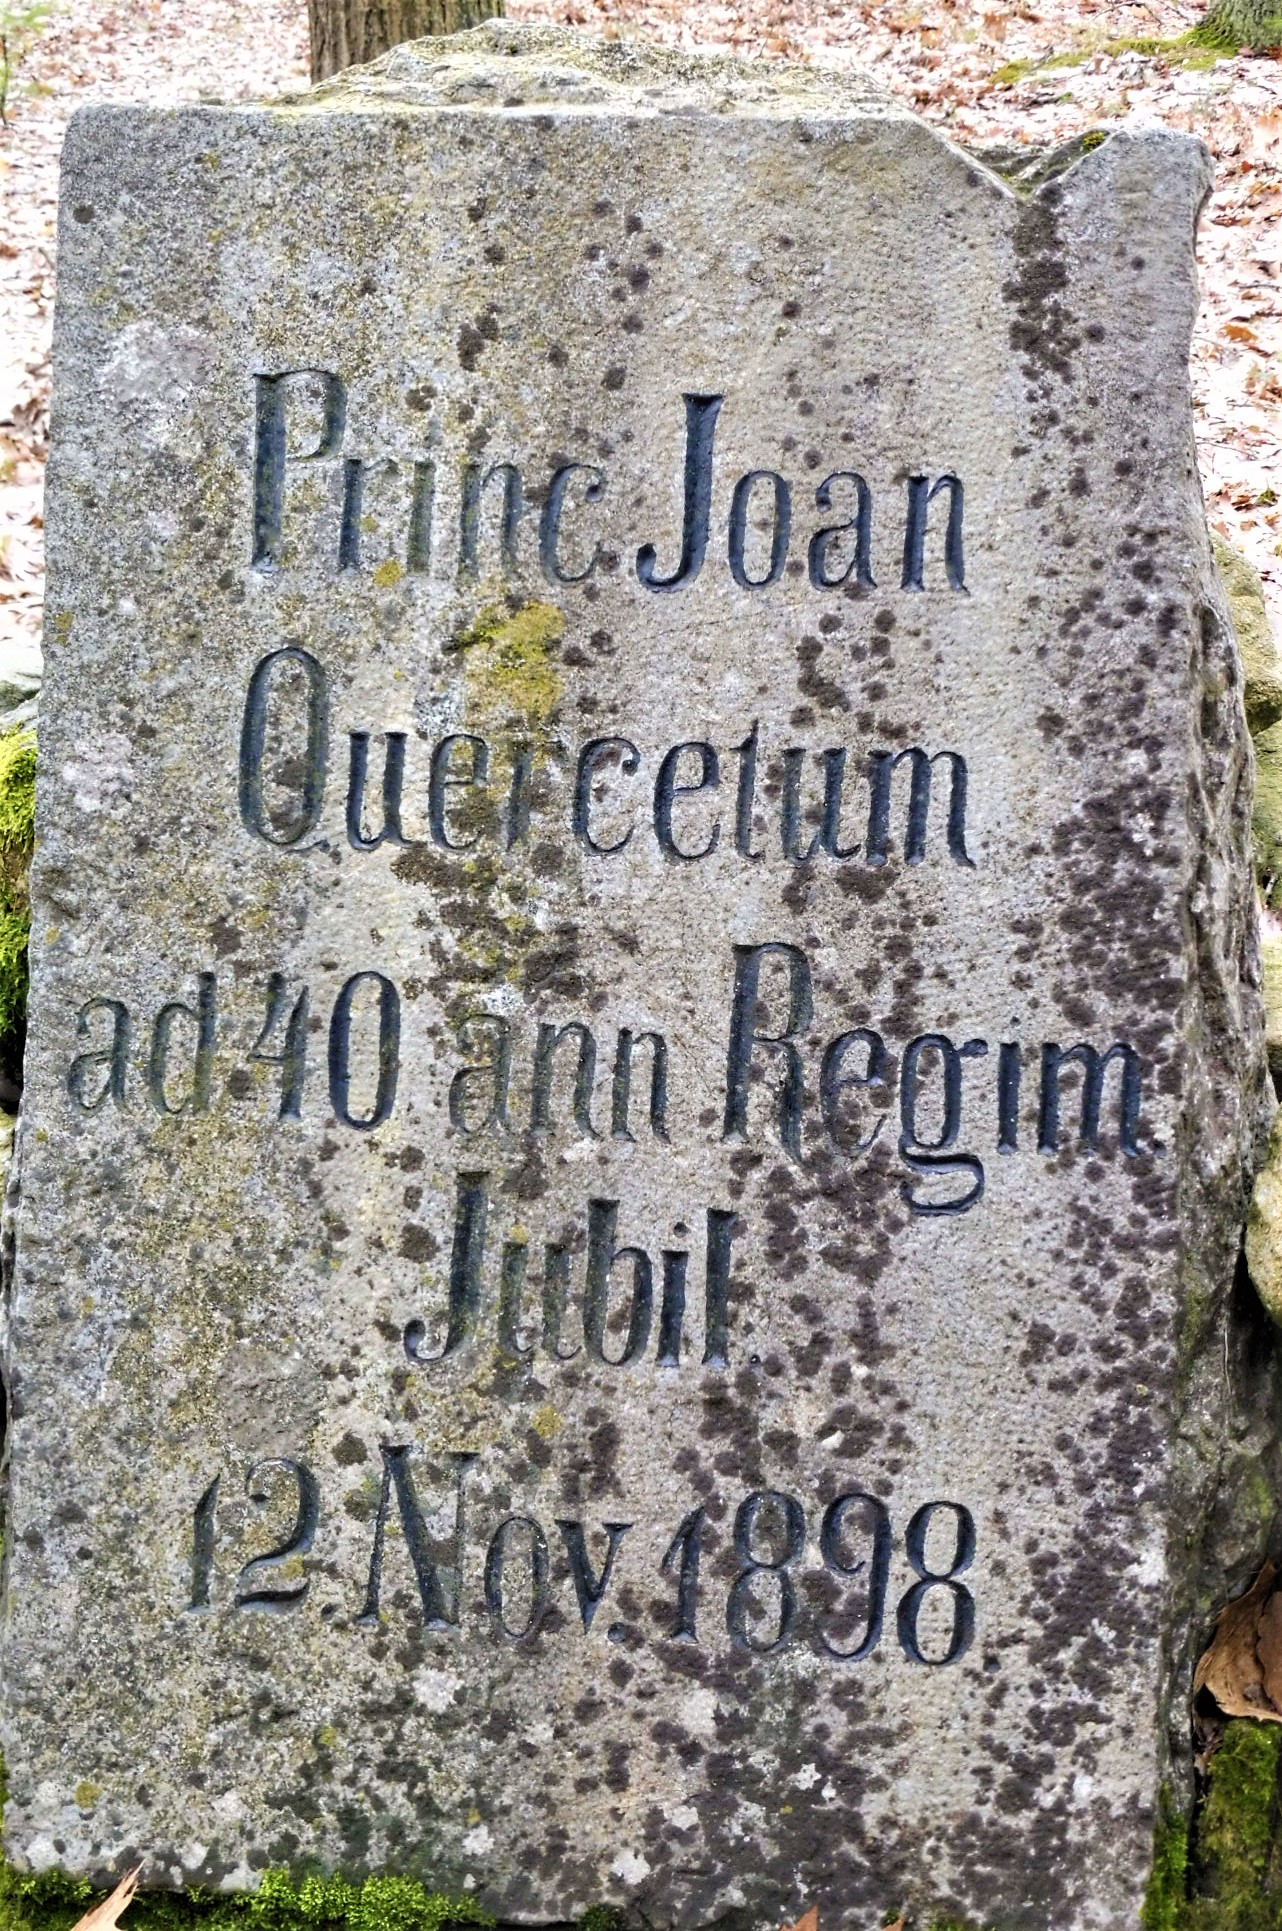 Princ Joan
Quercetum
ad 40 ann Regim.
Jubil.
12. Nov. 1898.